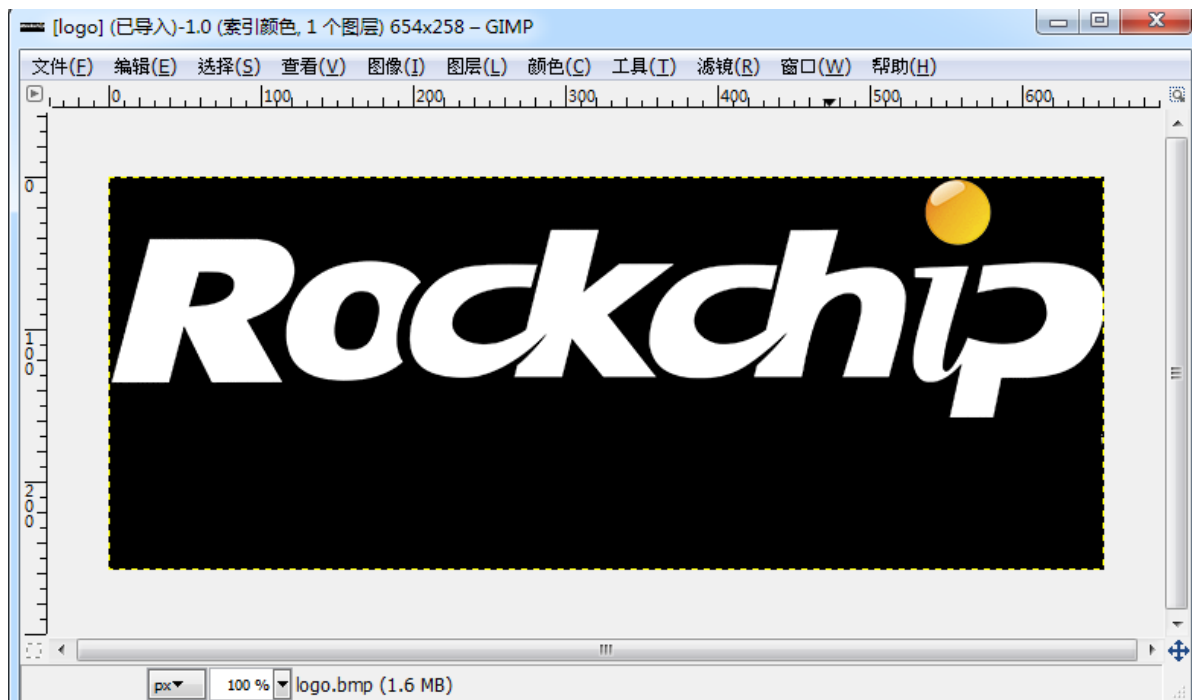 [logo] (已导入)-1.0 (索引颜色, 1 个图层) 654x258 – GIMP
文件(F) 编辑(E) 选择(S) 查看(V) 图像(I) 图层(L) 颜色(C) 工具(T) 滤镜(R) 窗口(W) 帮助(H)
0 100 200 300 400 500 600
0
100
200
Rockchip
px 100 % logo.bmp (1.6 MB)